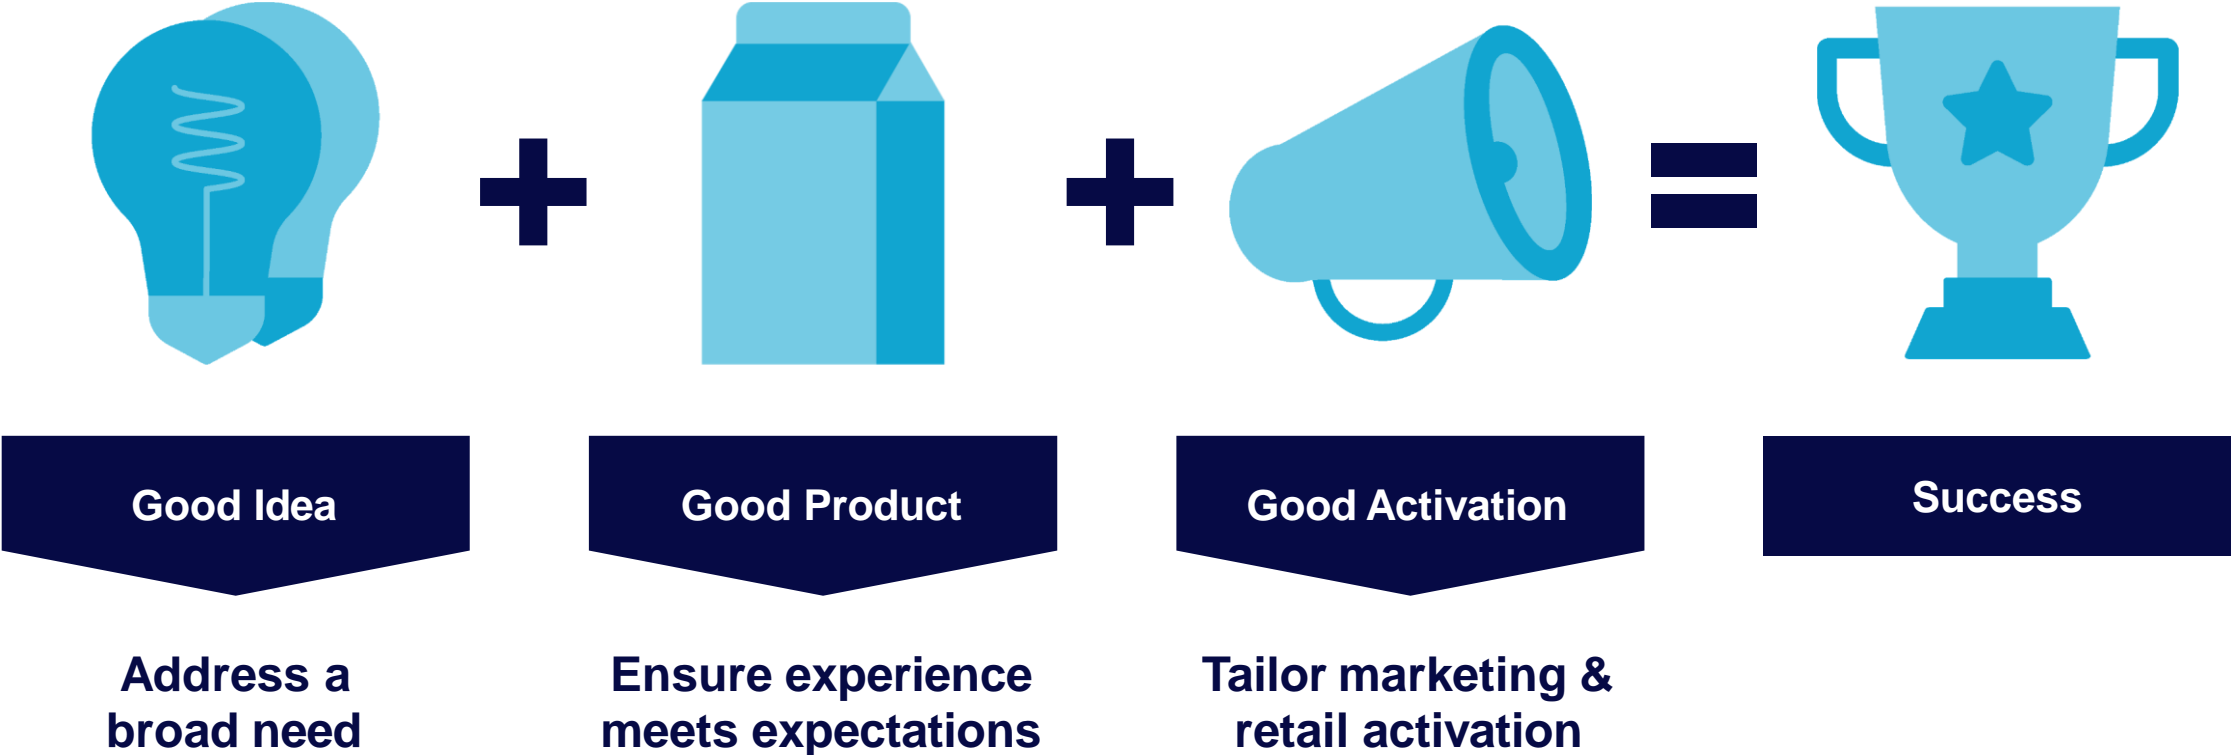 Good Idea
Good Product
Good Activation
Success
Address a
broad need
Ensure experience
meets expectations
Tailor marketing &
retail activation